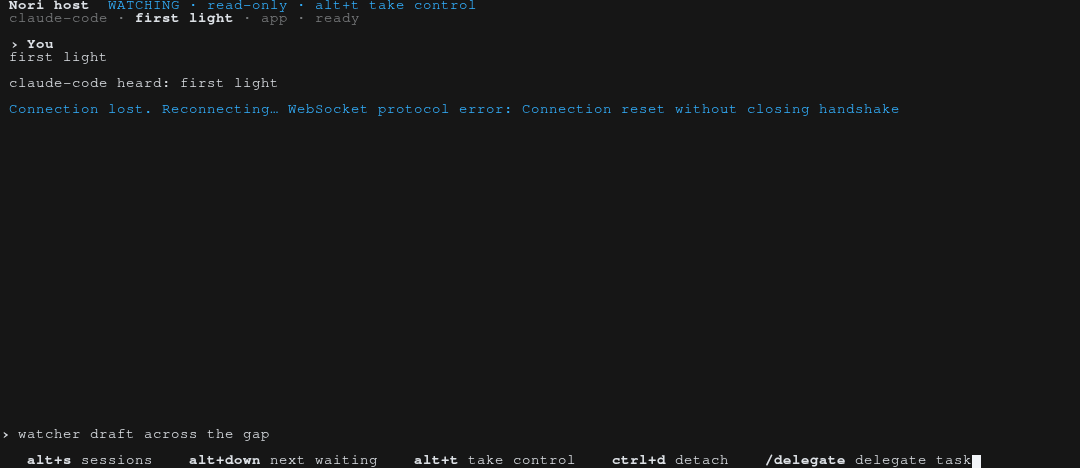 Nori host  WATCHING · read-only · alt+t take control
claude-code · first light · app · ready
› You
first light
claude-code heard: first light
Connection lost. Reconnecting… WebSocket protocol error: Connection reset without closing handshake
› watcher draft across the gap
alt+s sessions    alt+down next waiting    alt+t take control    ctrl+d detach    /delegate delegate task